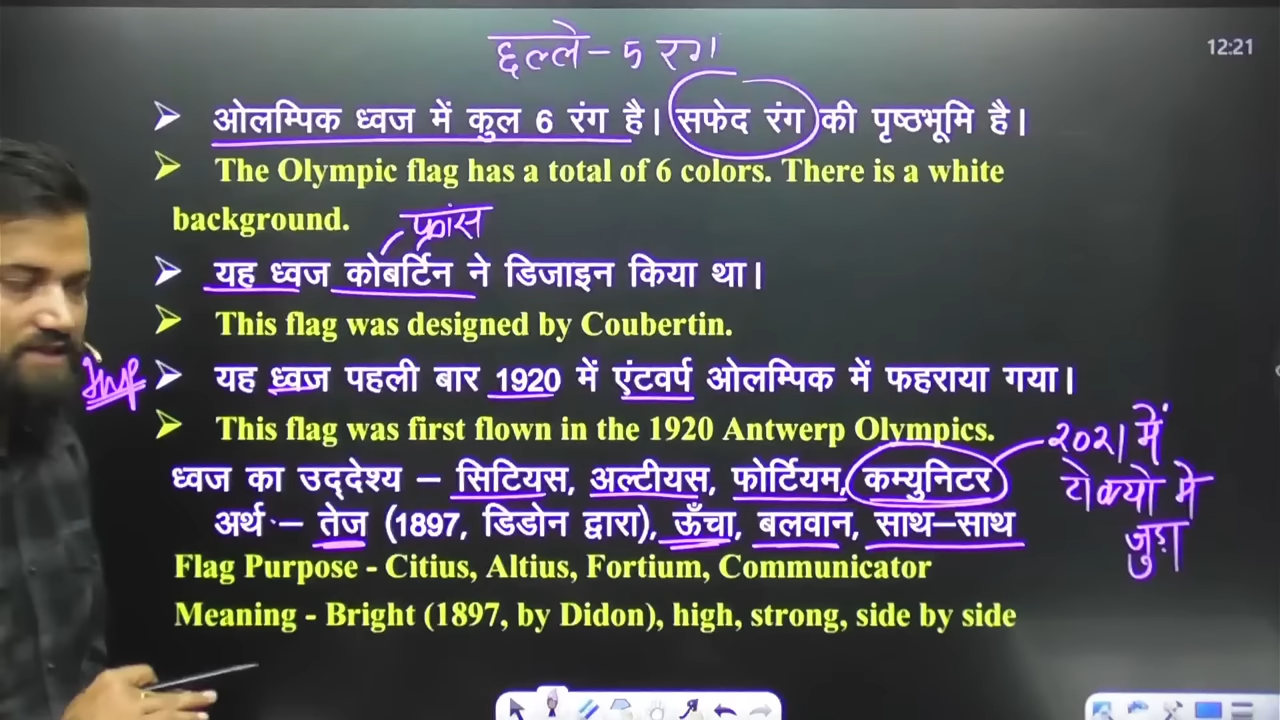 छल्ले – 5 रंग
12:21
ओलम्पिक ध्वज में कुल 6 रंग है। सफेद रंग की पृष्ठभूमि है।
The Olympic flag has a total of 6 colors. There is a white
background.
फ्रांस
यह ध्वज कोबर्टिन ने डिजाइन किया था।
This flag was designed by Coubertin.
Imp
यह ध्वज पहली बार 1920 में एंटवर्प ओलम्पिक में फहराया गया।
This flag was first flown in the 1920 Antwerp Olympics.
ध्वज का उद्देश्य – सिटियस, अल्टीयस, फोर्टियम, कम्युनिटर
2021 में
टोक्यो में
जुड़ा
अर्थ – तेज (1897, डिडोन द्वारा), ऊँचा, बलवान, साथ–साथ
Flag Purpose - Citius, Altius, Fortium, Communicator
Meaning - Bright (1897, by Didon), high, strong, side by side